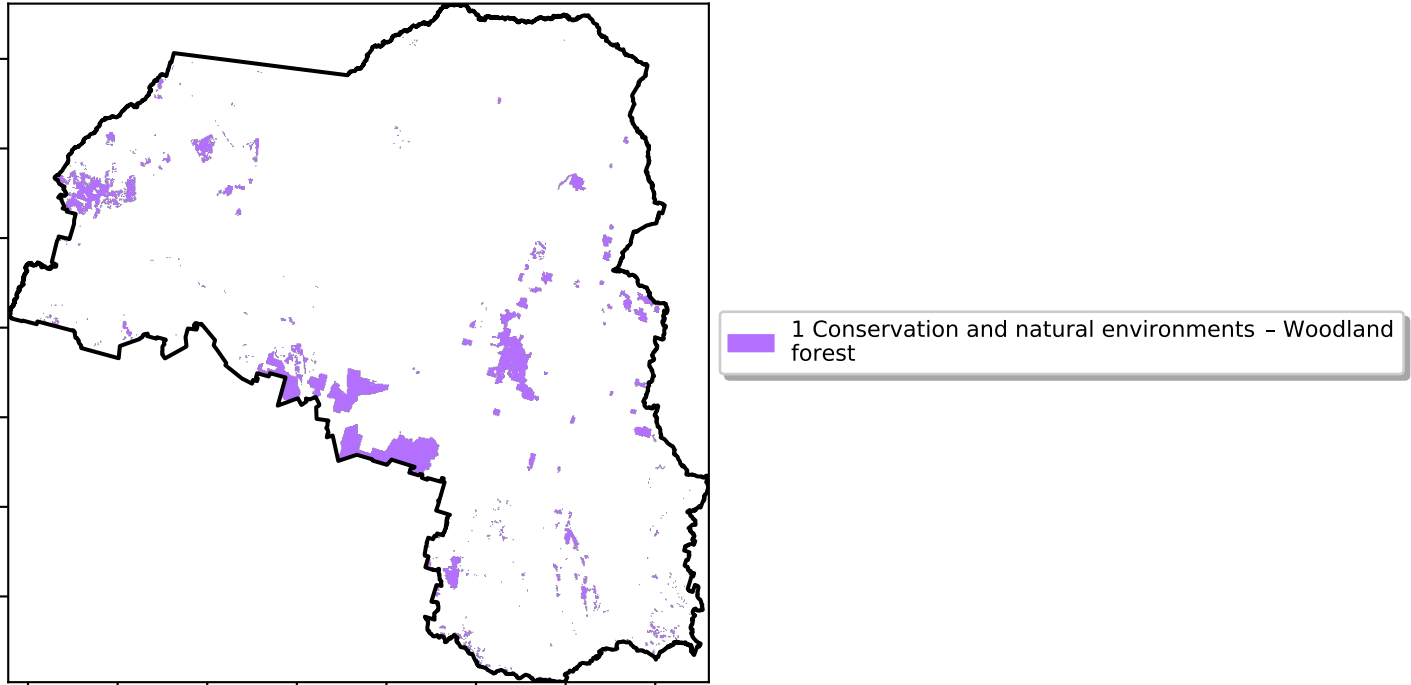 1 Conservation and natural environments – Woodland
forest